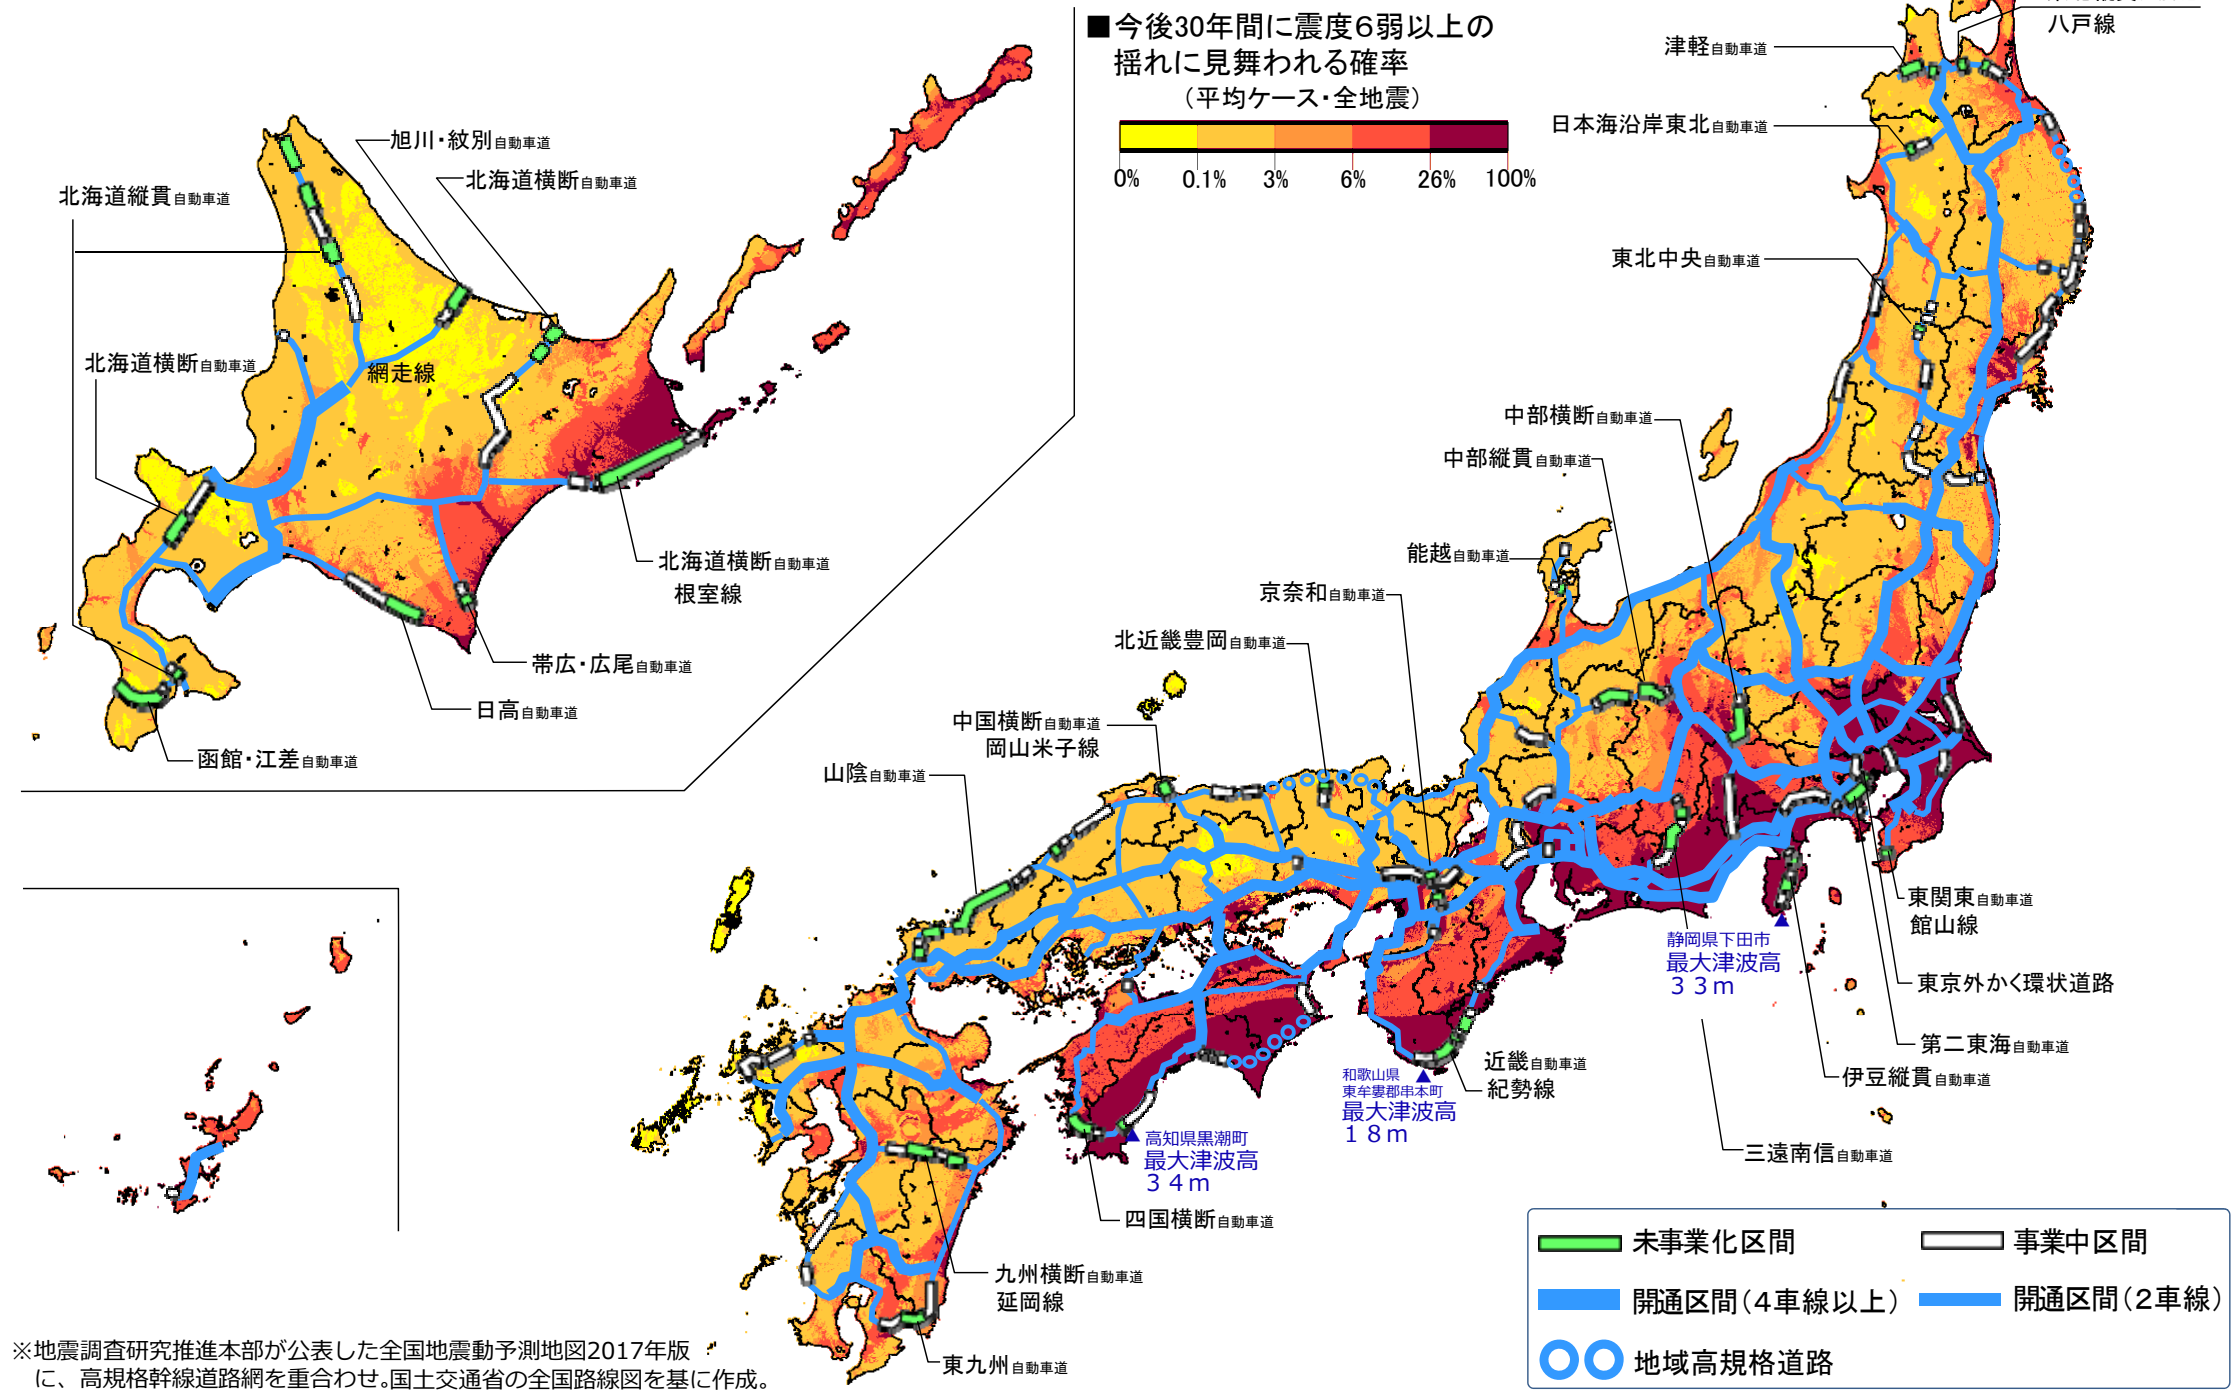 ■今後30年間に震度6弱以上の
揺れに見舞われる確率
（平均ケース・全地震）
0% 0.1% 3% 6% 26% 100%
八戸線
津軽自動車道
日本海沿岸東北自動車道
東北中央自動車道
旭川・紋別自動車道
北海道横断自動車道
北海道縦貫自動車道
北海道横断自動車道
網走線
北海道横断自動車道
根室線
帯広・広尾自動車道
日高自動車道
函館・江差自動車道
中部横断自動車道
中部縦貫自動車道
能越自動車道
京奈和自動車道
北近畿豊岡自動車道
中国横断自動車道
岡山米子線
山陰自動車道
東関東自動車道
館山線
静岡県下田市
最大津波高
３３ｍ
東京外かく環状道路
第二東海自動車道
伊豆縦貫自動車道
三遠南信自動車道
近畿自動車道
紀勢線
和歌山県
東牟婁郡串本町
最大津波高
１８ｍ
高知県黒潮町
最大津波高
３４ｍ
四国横断自動車道
九州横断自動車道
延岡線
東九州自動車道
未事業化区間
事業中区間
開通区間（4車線以上）
開通区間（2車線）
地域高規格道路
※地震調査研究推進本部が公表した全国地震動予測地図2017年版
に、高規格幹線道路網を重合わせ。国土交通省の全国路線図を基に作成。